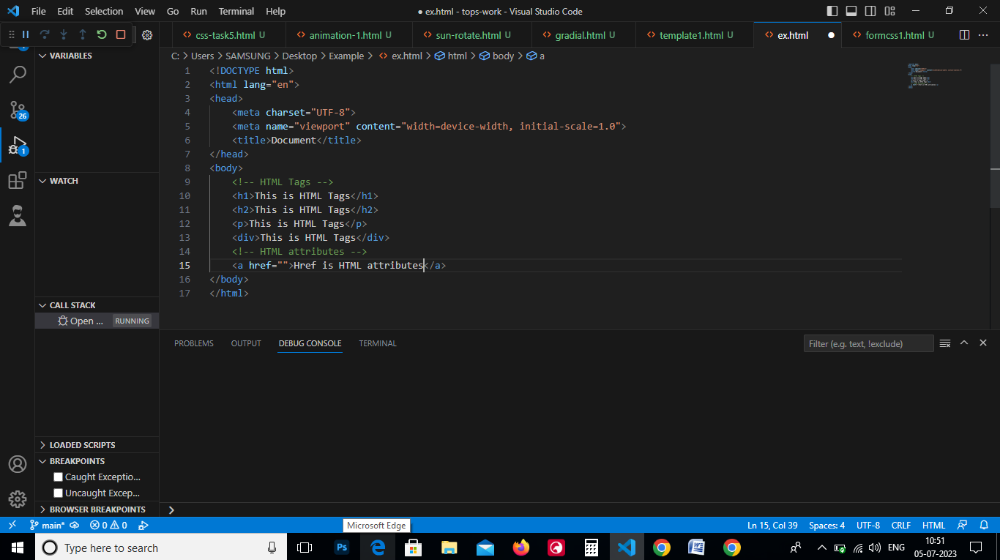 File Edit Selection View Go Run Terminal Help
● ex.html - tops-work - Visual Studio Code
css-task5.html U
animation-1.html U
sun-rotate.html U
gradial.html U
template1.html U
ex.html
formcss1.html U
C: > Users > SAMSUNG > Desktop > Example > ex.html > html > body > a
VARIABLES
WATCH
CALL STACK
Open ... RUNNING
LOADED SCRIPTS
BREAKPOINTS
Caught Exceptio...
Uncaught Excep...
BROWSER BREAKPOINTS
26
1
1 <!DOCTYPE html>
2 <html lang="en">
3 <head>
4     <meta charset="UTF-8">
5     <meta name="viewport" content="width=device-width, initial-scale=1.0">
6     <title>Document</title>
7 </head>
8 <body>
9     <!-- HTML Tags -->
10     <h1>This is HTML Tags</h1>
11     <h2>This is HTML Tags</h2>
12     <p>This is HTML Tags</p>
13     <div>This is HTML Tags</div>
14     <!-- HTML attributes -->
15     <a href="">Href is HTML attributes</a>
16 </body>
17 </html>
PROBLEMS OUTPUT DEBUG CONSOLE TERMINAL
Filter (e.g. text, !exclude)
main* 0 0
Microsoft Edge
Ln 15, Col 39 Spaces: 4 UTF-8 CRLF HTML
Type here to search
Ps
W
ENG
10:51
05-07-2023